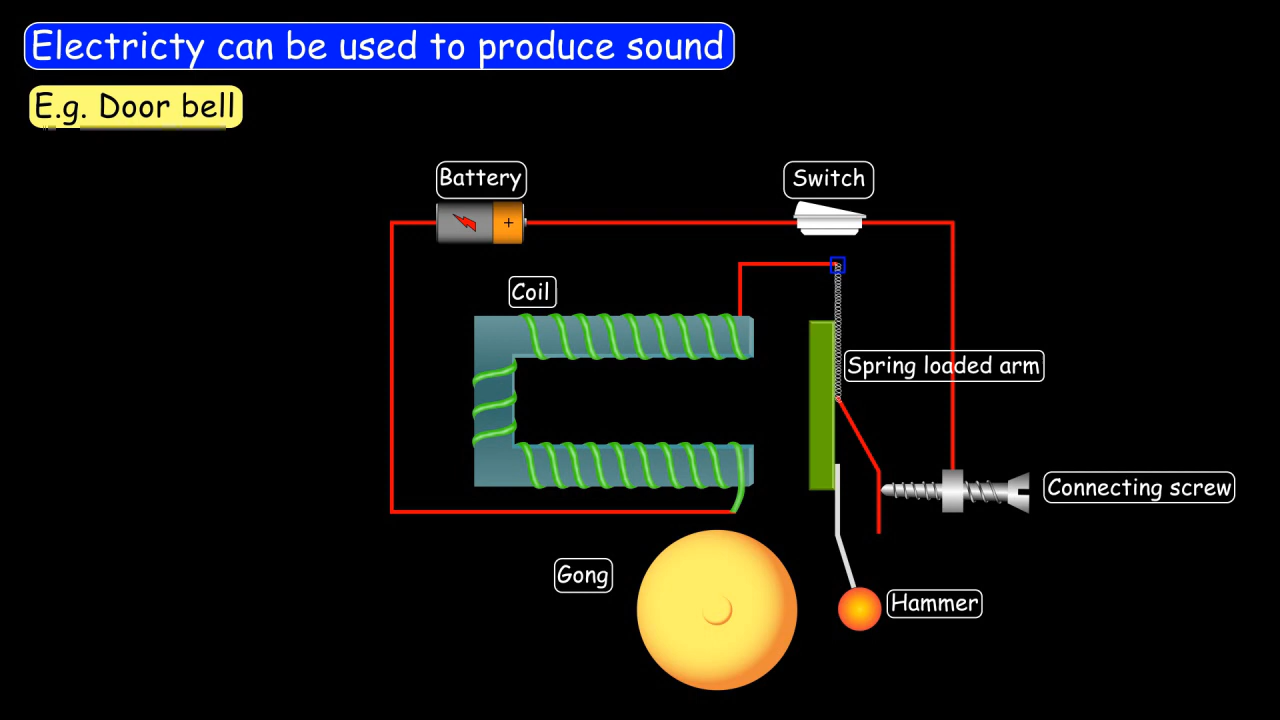 Electricty can be used to produce sound
E.g. Door bell
Battery
Switch
+
Coil
Spring loaded arm
Connecting screw
Gong
Hammer